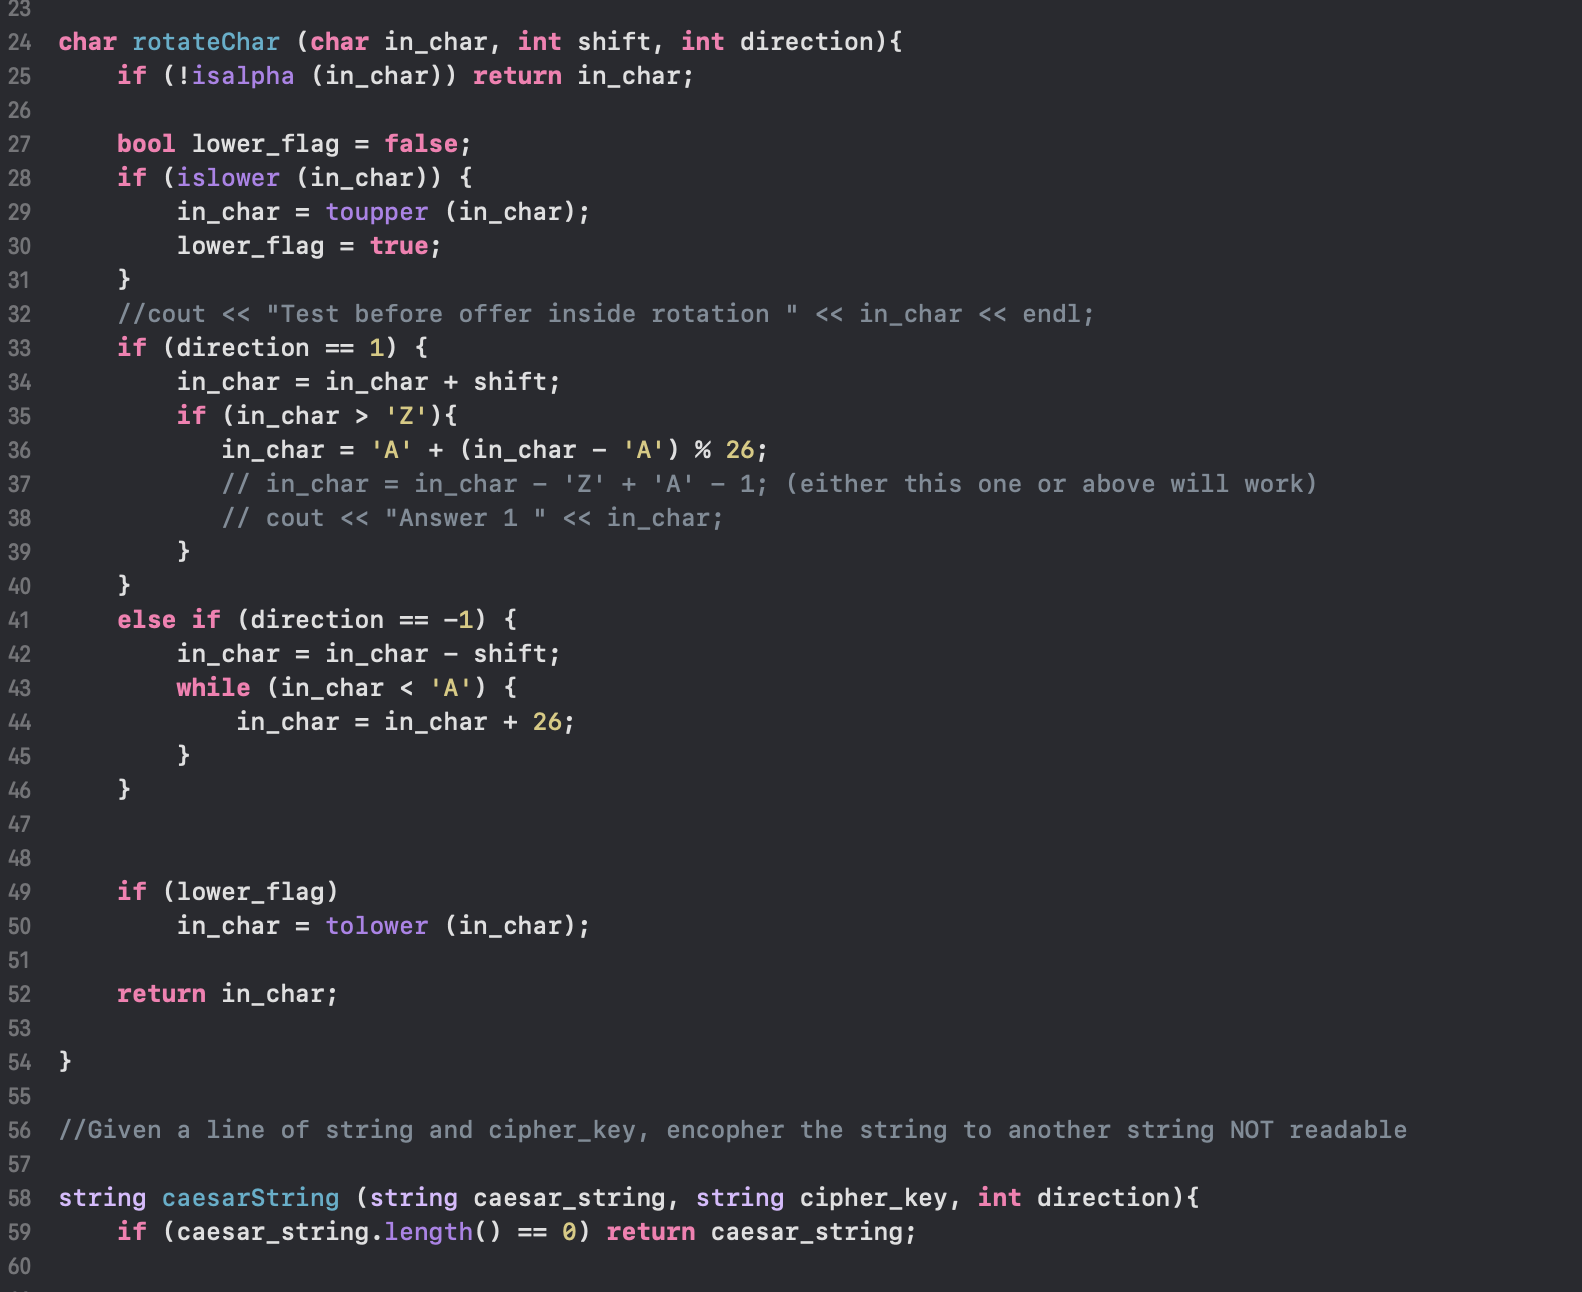 23
24 char rotateChar (char in_char, int shift, int direction){
25     if (!isalpha (in_char)) return in_char;
26
27     bool lower_flag = false;
28     if (islower (in_char)) {
29         in_char = toupper (in_char);
30         lower_flag = true;
31     }
32     //cout << "Test before offer inside rotation " << in_char << endl;
33     if (direction == 1) {
34         in_char = in_char + shift;
35         if (in_char > 'Z'){
36            in_char = 'A' + (in_char - 'A') % 26;
37            // in_char = in_char - 'Z' + 'A' - 1; (either this one or above will work)
38            // cout << "Answer 1 " << in_char;
39         }
40     }
41     else if (direction == -1) {
42         in_char = in_char - shift;
43         while (in_char < 'A') {
44             in_char = in_char + 26;
45         }
46     }
47
48
49     if (lower_flag)
50         in_char = tolower (in_char);
51
52     return in_char;
53
54 }
55
56 //Given a line of string and cipher_key, encopher the string to another string NOT readable
57
58 string caesarString (string caesar_string, string cipher_key, int direction){
59     if (caesar_string.length() == 0) return caesar_string;
60